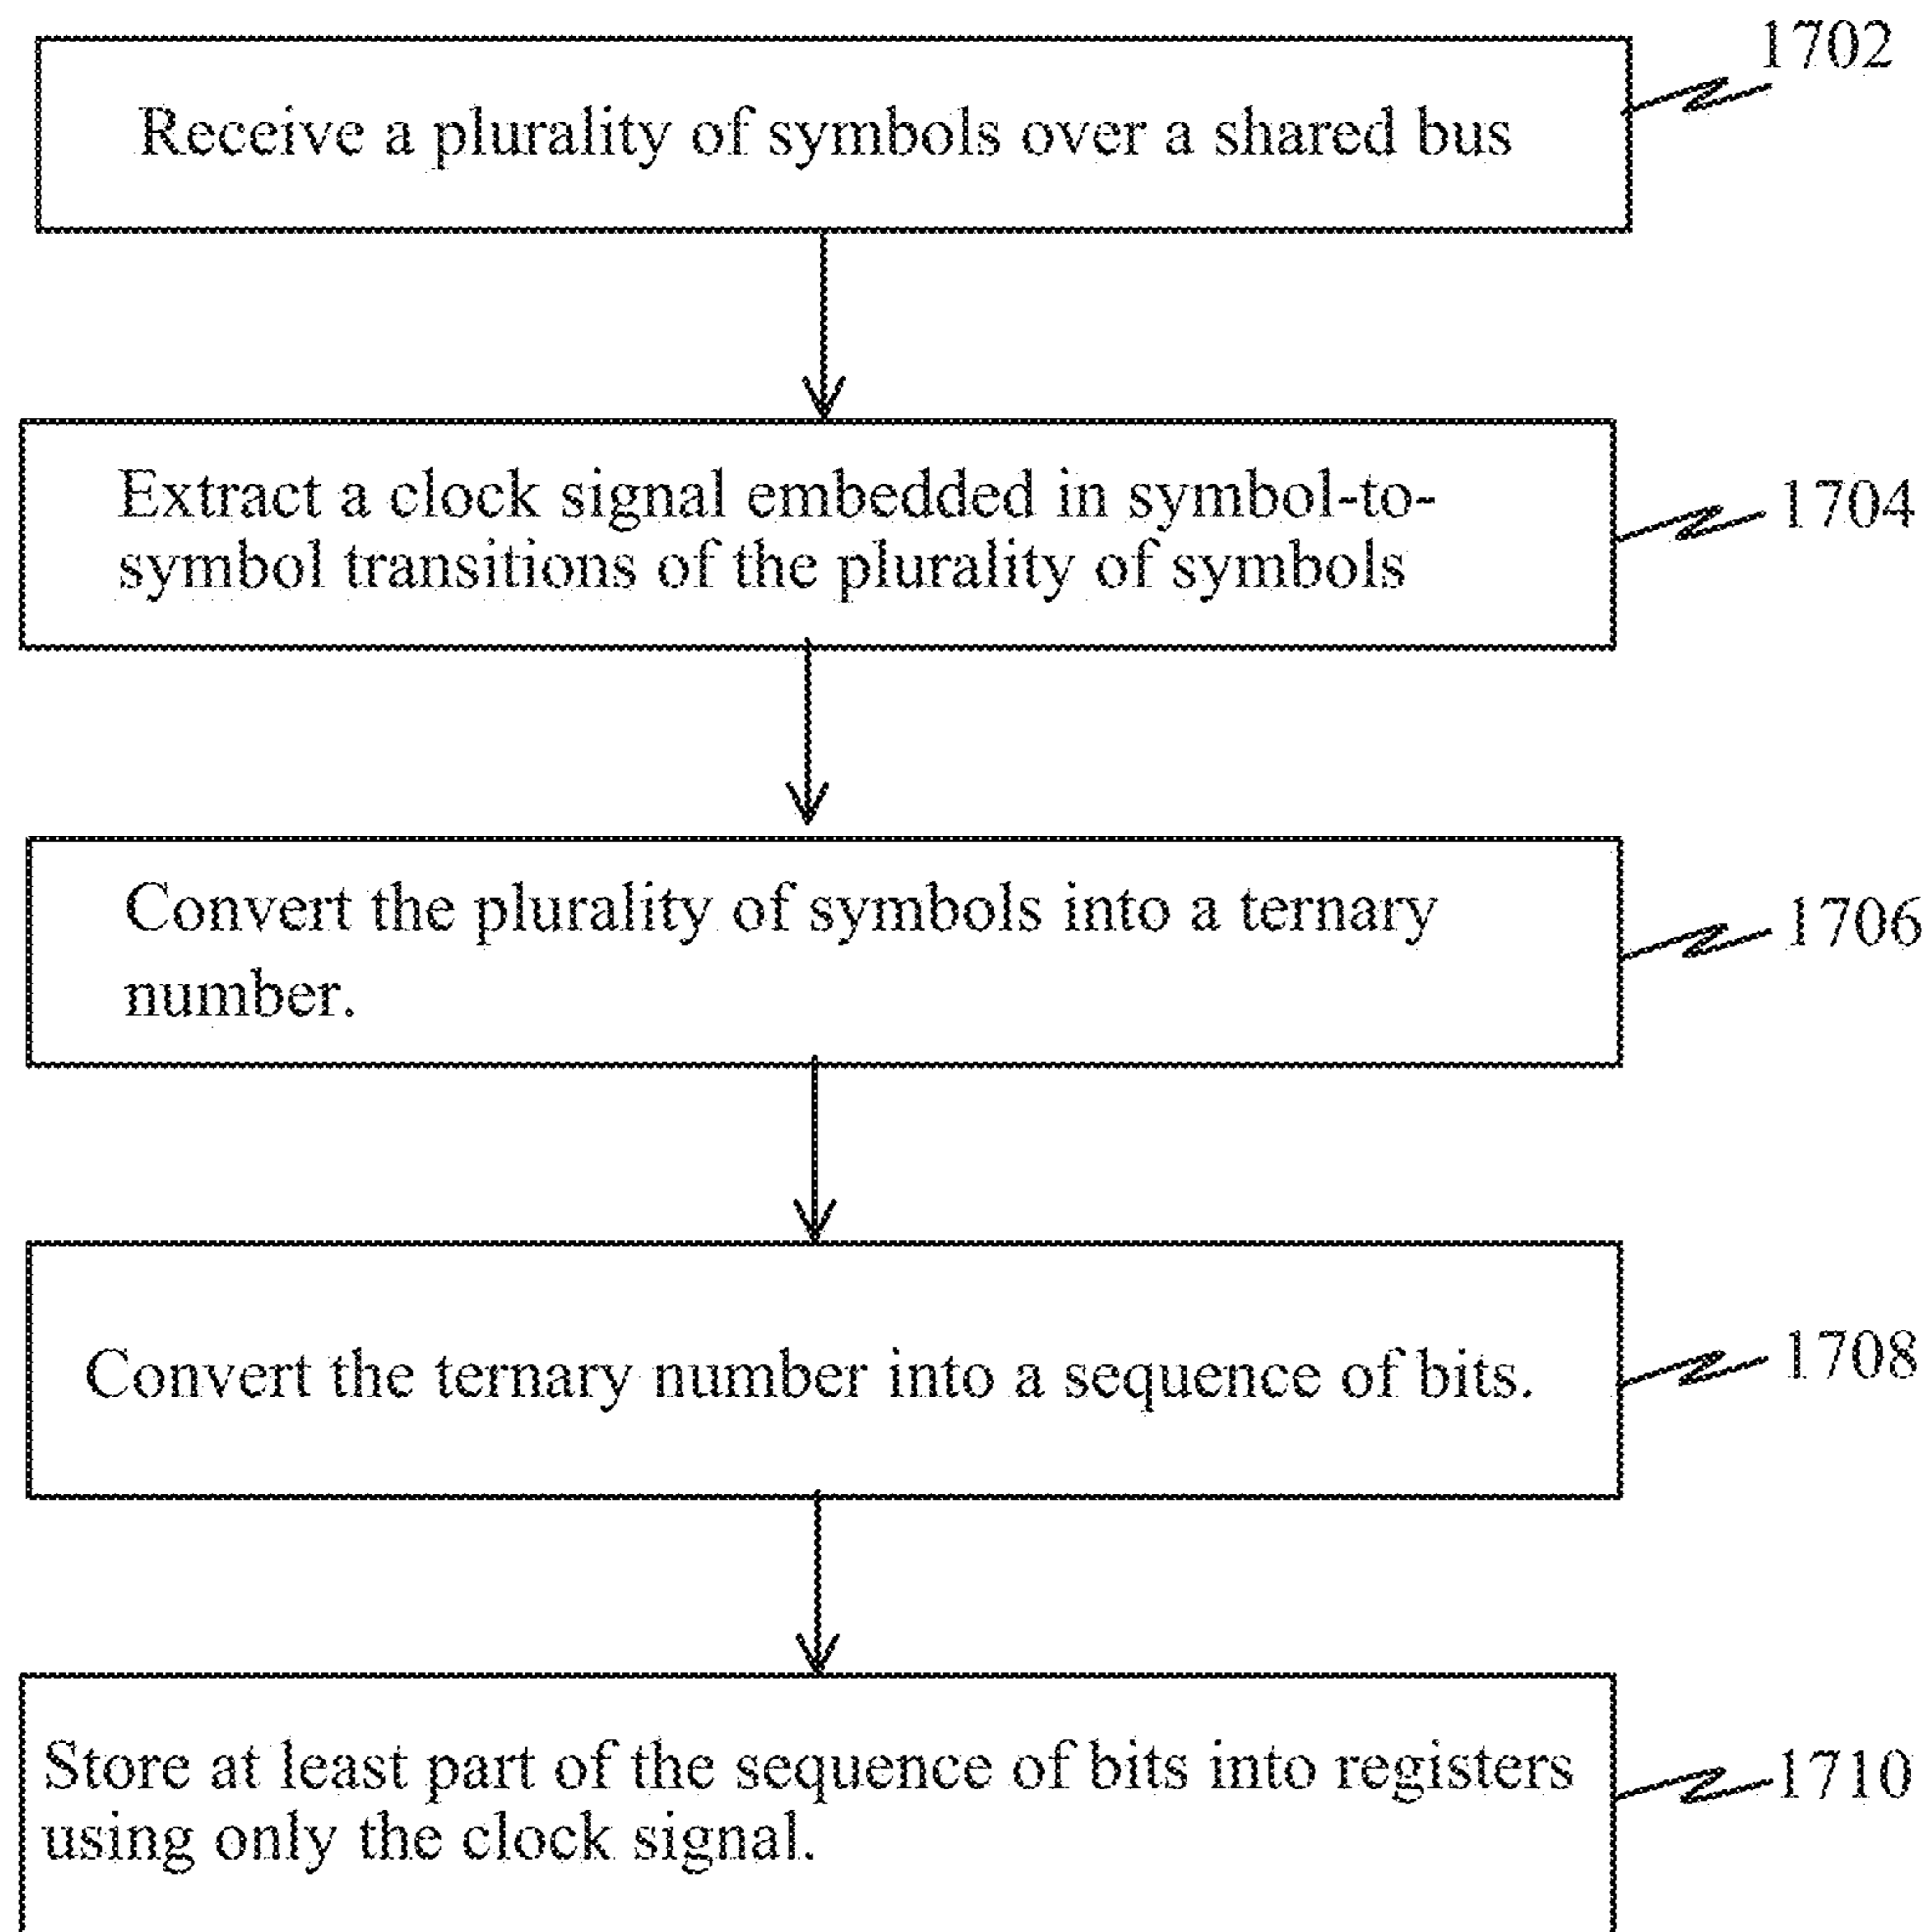 1702
Receive a plurality of symbols over a shared bus
Extract a clock signal embedded in symbol-to-
symbol transitions of the plurality of symbols
1704
Convert the plurality of symbols into a ternary
number.
1706
Convert the ternary number into a sequence of bits.
1708
Store at least part of the sequence of bits into registers
using only the clock signal.
1710